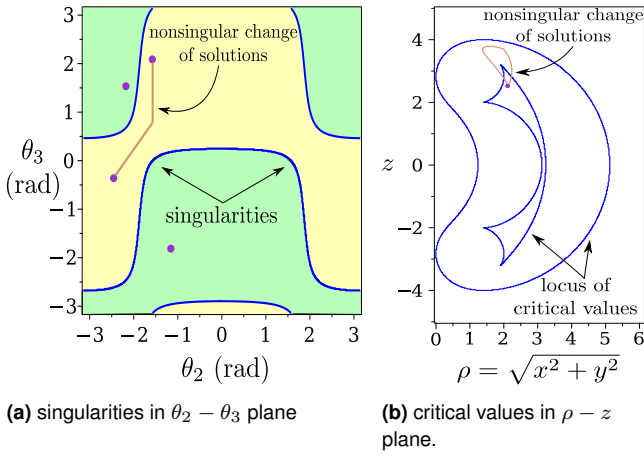 nonsingular change
of solutions
3
2
1
0
−1
−2
−3
θ3
(rad)
singularities
−3 −2 −1 0 1 2 3
θ2 (rad)
(a) singularities in θ2 − θ3 plane
nonsingular change
of solutions
4
2
0
−2
−4
z
locus of
critical values
0 1 2 3 4 5 6
ρ = √x² + y²
(b) critical values in ρ − z
plane.